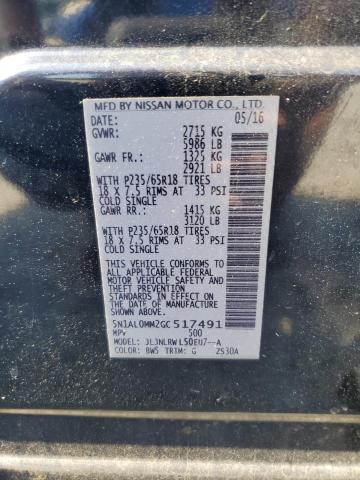 MFD BY NISSAN MOTOR CO., LTD.
DATE: 05/16
GVWR: 2715 KG
5986 LB
GAWR FR.: 1325 KG
2921 LB
WITH P235/65R18 TIRES
18 X 7.5 RIMS AT 33 PSI
COLD SINGLE
GAWR RR.: 1415 KG
3120 LB
WITH P235/65R18 TIRES
18 X 7.5 RIMS AT 33 PSI
COLD SINGLE
THIS VEHICLE CONFORMS TO
ALL APPLICABLE FEDERAL
MOTOR VEHICLE SAFETY AND
THEFT PREVENTION STANDARDS
IN EFFECT ON THE DATE OF
MANUFACTURE SHOWN ABOVE.
5N1AL0MM2GC517491
MPV 500
MODEL: JL3NLRW L50EU7--A
COLOR: BW5 TRIM: G 2S30A